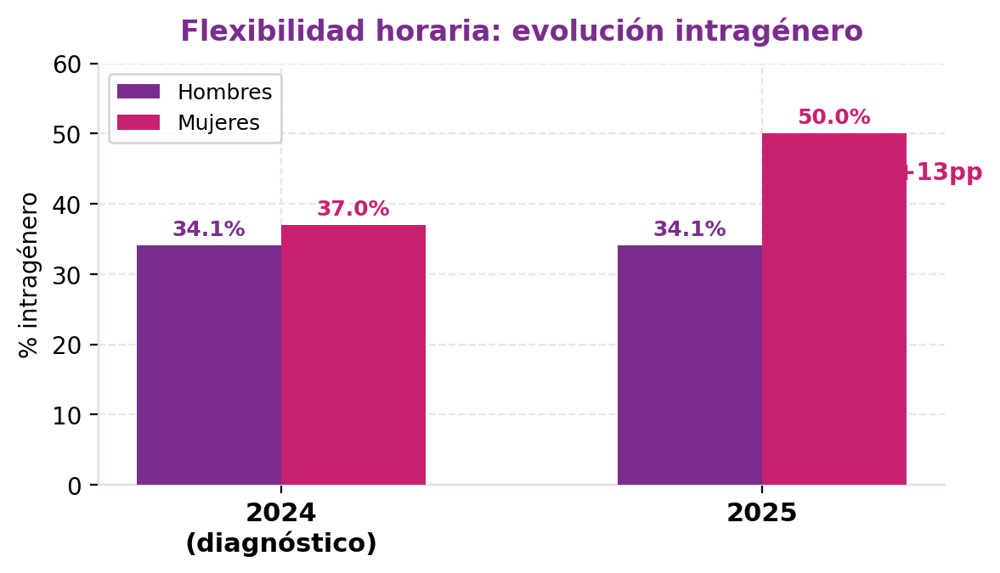 Flexibilidad horaria: evolución intragénero
% intragénero
60
50
40
30
20
10
0
Hombres
Mujeres
34.1%
37.0%
34.1%
50.0%
+13pp
2024
(diagnóstico)
2025